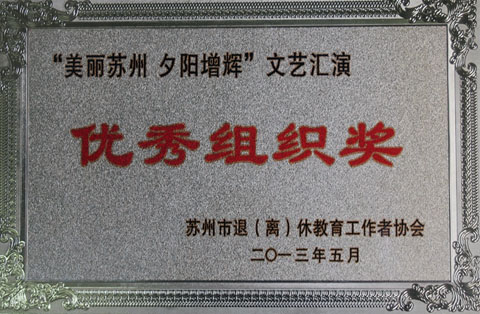 “美丽苏州 夕阳增辉”文艺汇演
优秀组织奖
苏州市退（离）休教育工作者协会
二〇一三年五月